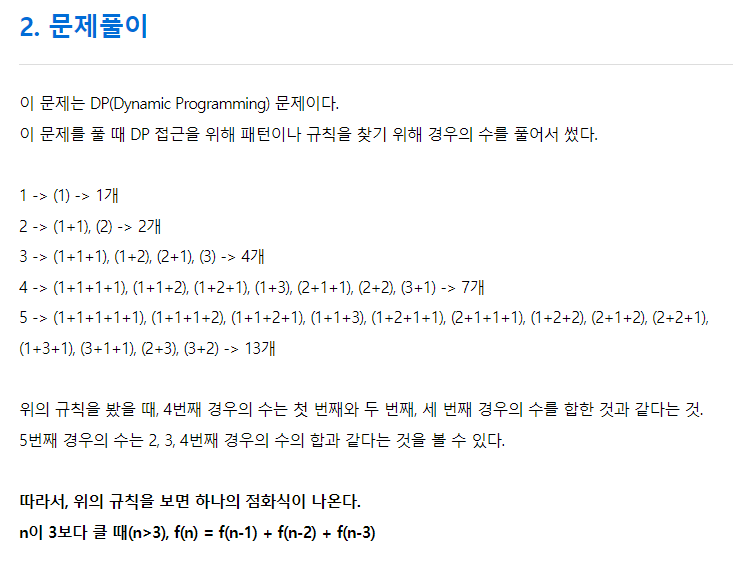 2. 문제풀이
이 문제는 DP(Dynamic Programming) 문제이다.
이 문제를 풀 때 DP 접근을 위해 패턴이나 규칙을 찾기 위해 경우의 수를 풀어서 썼다.
1 -> (1) -> 1개
2 -> (1+1), (2) -> 2개
3 -> (1+1+1), (1+2), (2+1), (3) -> 4개
4 -> (1+1+1+1), (1+1+2), (1+2+1), (1+3), (2+1+1), (2+2), (3+1) -> 7개
5 -> (1+1+1+1+1), (1+1+1+2), (1+1+2+1), (1+1+3), (1+2+1+1), (2+1+1+1), (1+2+2), (2+1+2), (2+2+1),
(1+3+1), (3+1+1), (2+3), (3+2) -> 13개
위의 규칙을 봤을 때, 4번째 경우의 수는 첫 번째와 두 번째, 세 번째 경우의 수를 합한 것과 같다는 것.
5번째 경우의 수는 2, 3, 4번째 경우의 수의 합과 같다는 것을 볼 수 있다.
따라서, 위의 규칙을 보면 하나의 점화식이 나온다.
n이 3보다 클 때(n>3), f(n) = f(n-1) + f(n-2) + f(n-3)